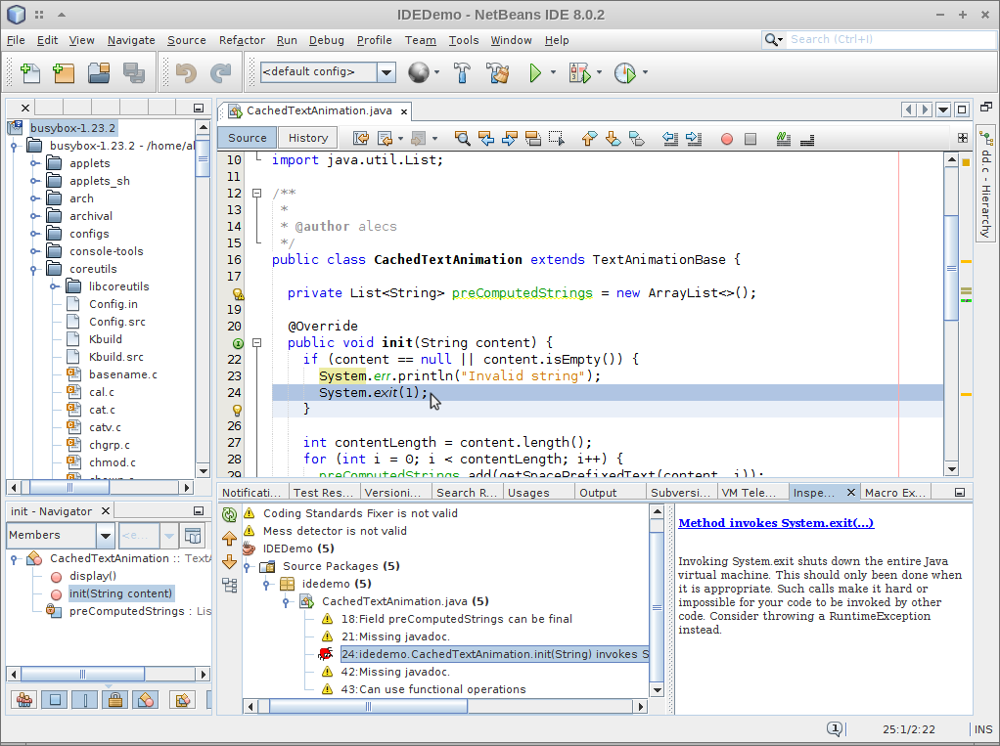 IDEDemo - NetBeans IDE 8.0.2
File Edit View Navigate Source Refactor Run Debug Profile Team Tools Window Help
Search (Ctrl+I)
<default config>
busybox-1.23.2
busybox-1.23.2 - /home/al
applets
applets_sh
arch
archival
configs
console-tools
coreutils
libcoreutils
Config.in
Config.src
Kbuild
Kbuild.src
basename.c
cal.c
cat.c
catv.c
chgrp.c
chmod.c
chown.c
init - Navigator
Members
<e...
CachedTextAnimation :: TextA
display()
init(String content)
preComputedStrings : Lis
CachedTextAnimation.java
Source History
10 import java.util.List;
11
12 /**
13 *
14 * @author alecs
15 */
16 public class CachedTextAnimation extends TextAnimationBase {
17
private List<String> preComputedStrings = new ArrayList<>();
19
20 @Override
public void init(String content) {
22 if (content == null || content.isEmpty()) {
23 System.err.println("Invalid string");
24 System.exit(1);
}
26
27 int contentLength = content.length();
28 for (int i = 0; i < contentLength; i++) {
29 preComputedStrings.add(getSpacePrefixedText(content, i));
dd.c - Hierarchy
Notificati... Test Res... Versioni... Search R... Usages Output Subversi... VM Tele... Inspe... Macro Ex...
Coding Standards Fixer is not valid
Mess detector is not valid
IDEDemo (5)
Source Packages (5)
idedemo (5)
CachedTextAnimation.java (5)
18:Field preComputedStrings can be final
21:Missing javadoc.
24:idedemo.CachedTextAnimation.init(String) invokes S
42:Missing javadoc.
43:Can use functional operations
Method invokes System.exit(...)
Invoking System.exit shuts down the entire Java
virtual machine. This should only been done when
it is appropriate. Such calls make it hard or
impossible for your code to be invoked by other
code. Consider throwing a RuntimeException
instead.
1
25:1/2:22 INS